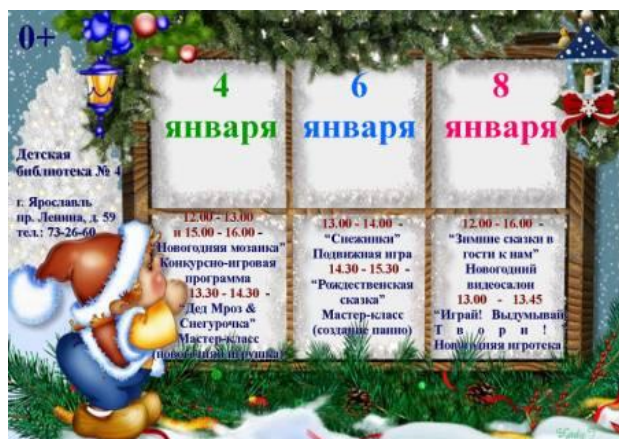 0+
4
января
6
января
8
января
Детская
библиотека № 4
г. Ярославль
пр. Ленина, д. 59
тел.: 73-26-60
12.00 - 13.00
и 15.00 - 16.00 -
Новогодняя мозаика"
Конкурсно-игровая
программа
13.30 - 14.30 -
"Дед Мроз &
Снегурочка"
Мастер-класс
(новогодняя игрушка)
13.00 - 14.00 -
"Снежинки"
Подвижная игра
14.30 - 15.30 -
"Рождественская
сказка"
Мастер-класс
(создание панно)
12.00 - 16.00 -
"Зимние сказки в
гости к нам"
Новогодний
видеосалон
13.00 - 13.45
"Играй! Выдумывай
Т в о р и ! "
Новогодняя игротека